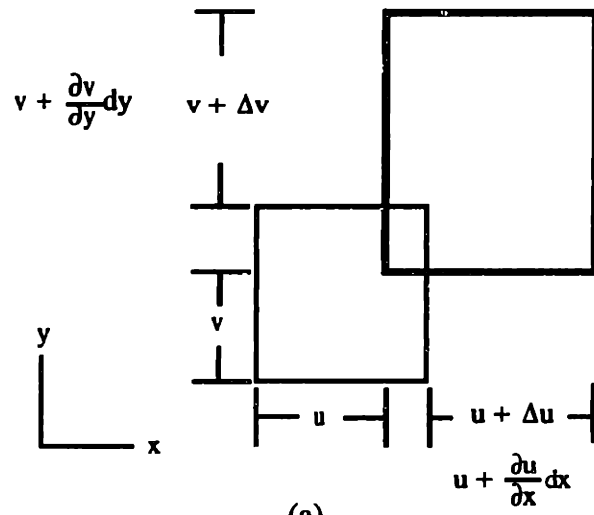 v + ∂v/∂y dy
v + Δv
v
y
x
u
u + Δu
u + ∂u/∂x dx
(a)